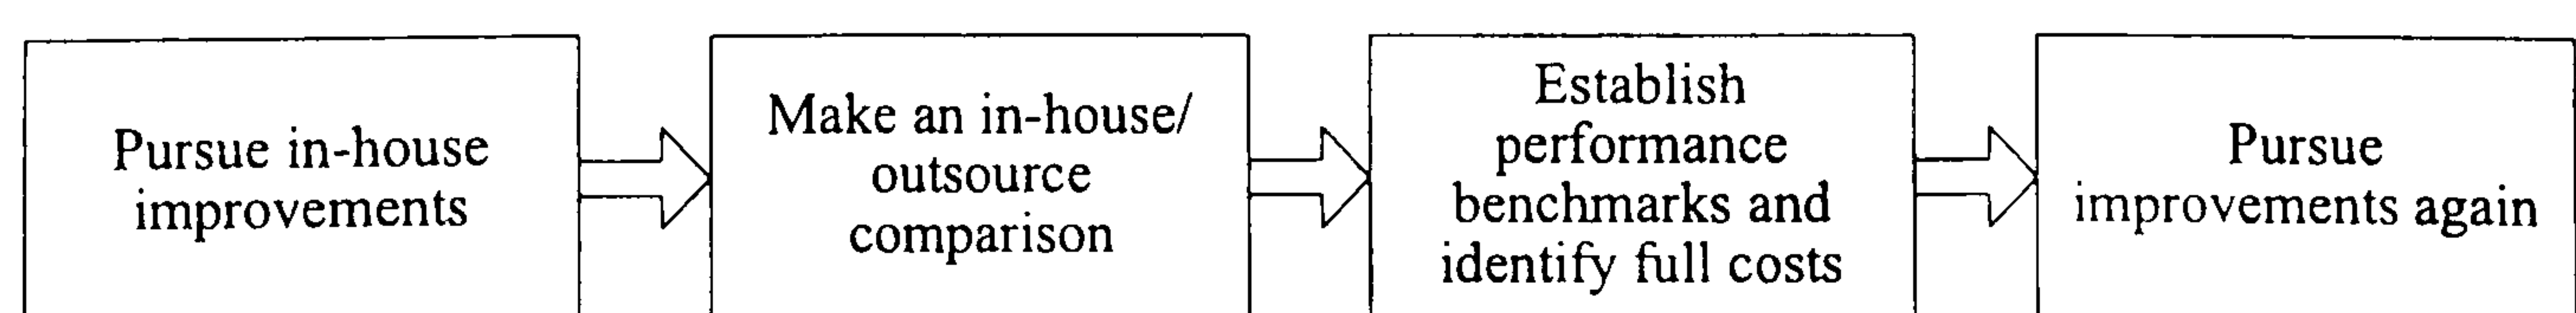 Pursue in-house
improvements
Make an in-house/
outsource
comparison
Establish
performance
benchmarks and
identify full costs
Pursue
improvements again